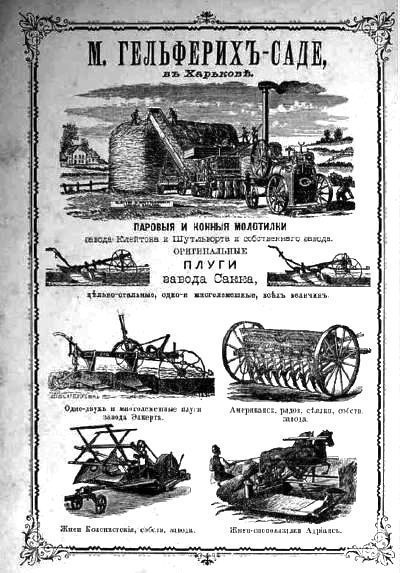 М. ГЕЛЬФЕРИХЪ-САДЕ,
въ Харьковѣ.
ПАРОВЫЯ И КОННЫЯ МОЛОТИЛКИ
завода Клейтона и Шутльворта и собственнаго завода.
ОРИГИНАЛЬНЫЕ
ПЛУГИ
завода Сакка,
цѣльно-стальные, одно-и многолемешные, всѣхъ величинъ.
Одно-двухъ и многолемешные плуги
завода Эккерта.
Американск. рядов. сѣялки, собств.
завода.
Жнеи Колонистскія, собств. завода.
Жнеи-сноповязалки Адріансъ.